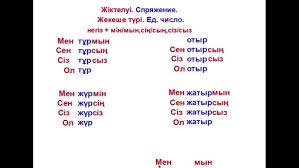 Жіктелуі. Спряжение.
Жекеше түрі. Ед. число.
негіз + мін/мын,сің/сың,сіз/сыз
Мен тұрмын
Сен тұрсың
Сіз тұрсыз
Ол тұр
отыр
Сен отырсың
Сіз отырсыз
Ол отыр
Мен жүрмін
Сен жүрсің
Сіз жүрсіз
Ол жүр
Мен жатырмын
Сен жатырсың
Сіз жатырсыз
Ол жатыр
Мен мын